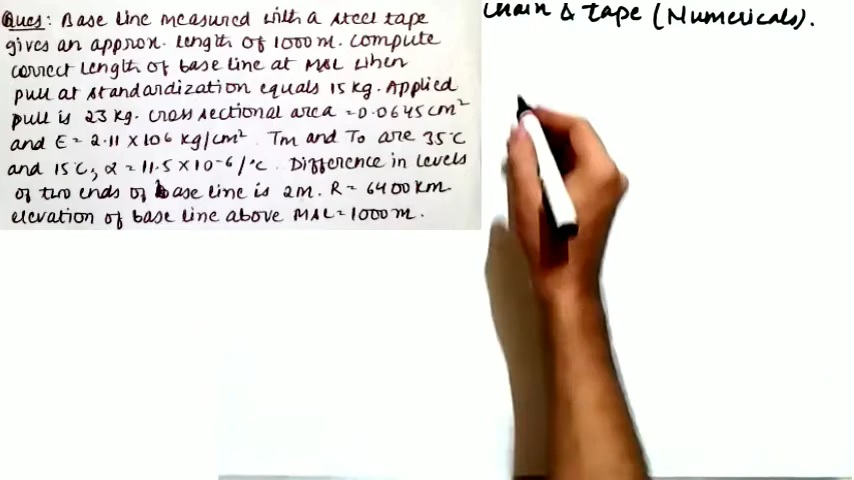 Ques: Base line measured with a steel tape
gives an approx. length of 1000m. Compute
correct length of base line at MSL when
pull at standardization equals 15 kg. Applied
pull is 23 kg. cross sectional area = 0.0645 cm²
and E = 2.11 × 10⁶ kg/cm². Tm and To are 35°C
and 15°C, α = 11.5 × 10⁻⁶/°C. Difference in levels
of two ends of base line is 2m. R = 6400 km
elevation of base line above MSL = 1000m.
Chain & tape (Numericals).